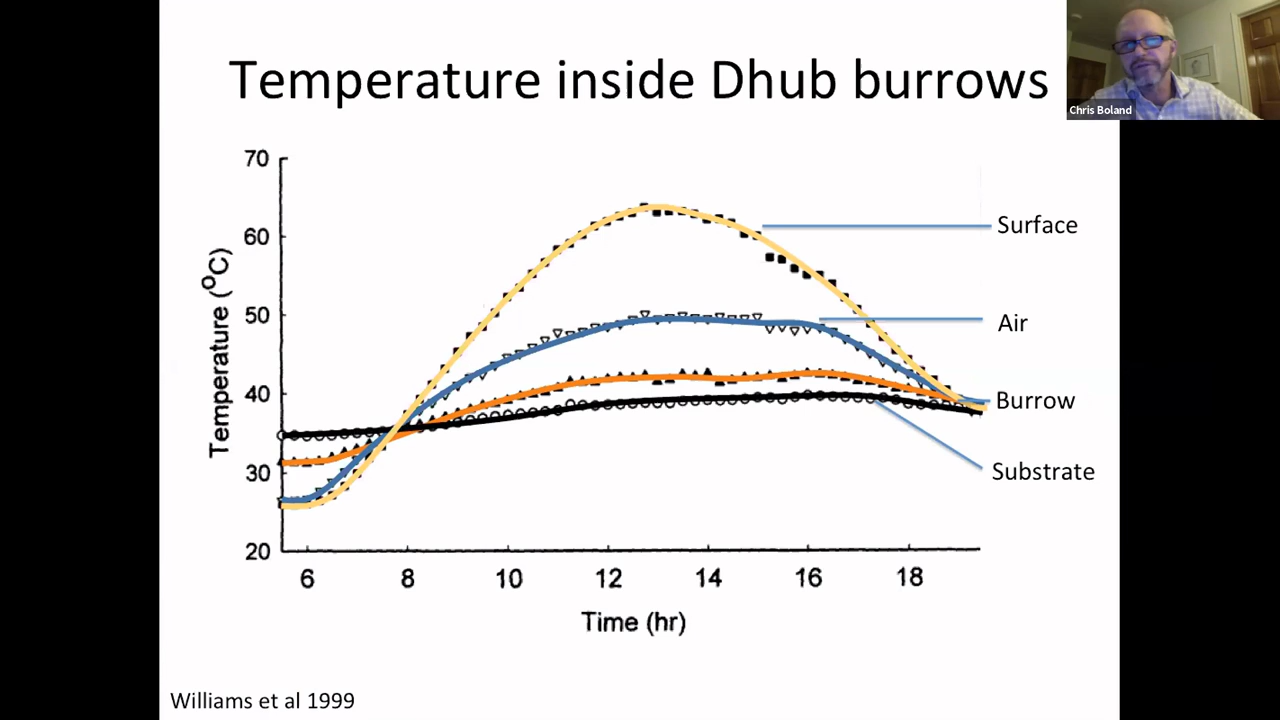 Temperature inside Dhub burrows
Chris Boland
70
60
50
40
30
20
Temperature (°C)
Surface
Air
Burrow
Substrate
6 8 10 12 14 16 18
Time (hr)
Williams et al 1999